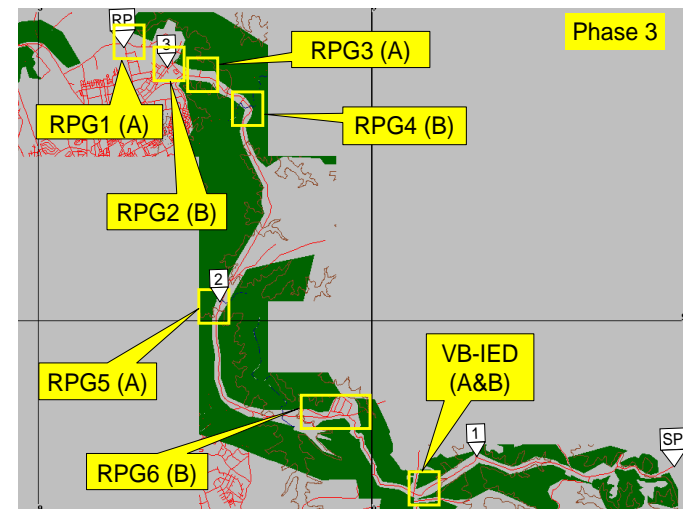 RP
3
RPG3 (A)
Phase 3
RPG1 (A)
RPG4 (B)
RPG2 (B)
2
RPG5 (A)
VB-IED
(A&B)
RPG6 (B)
1
SP